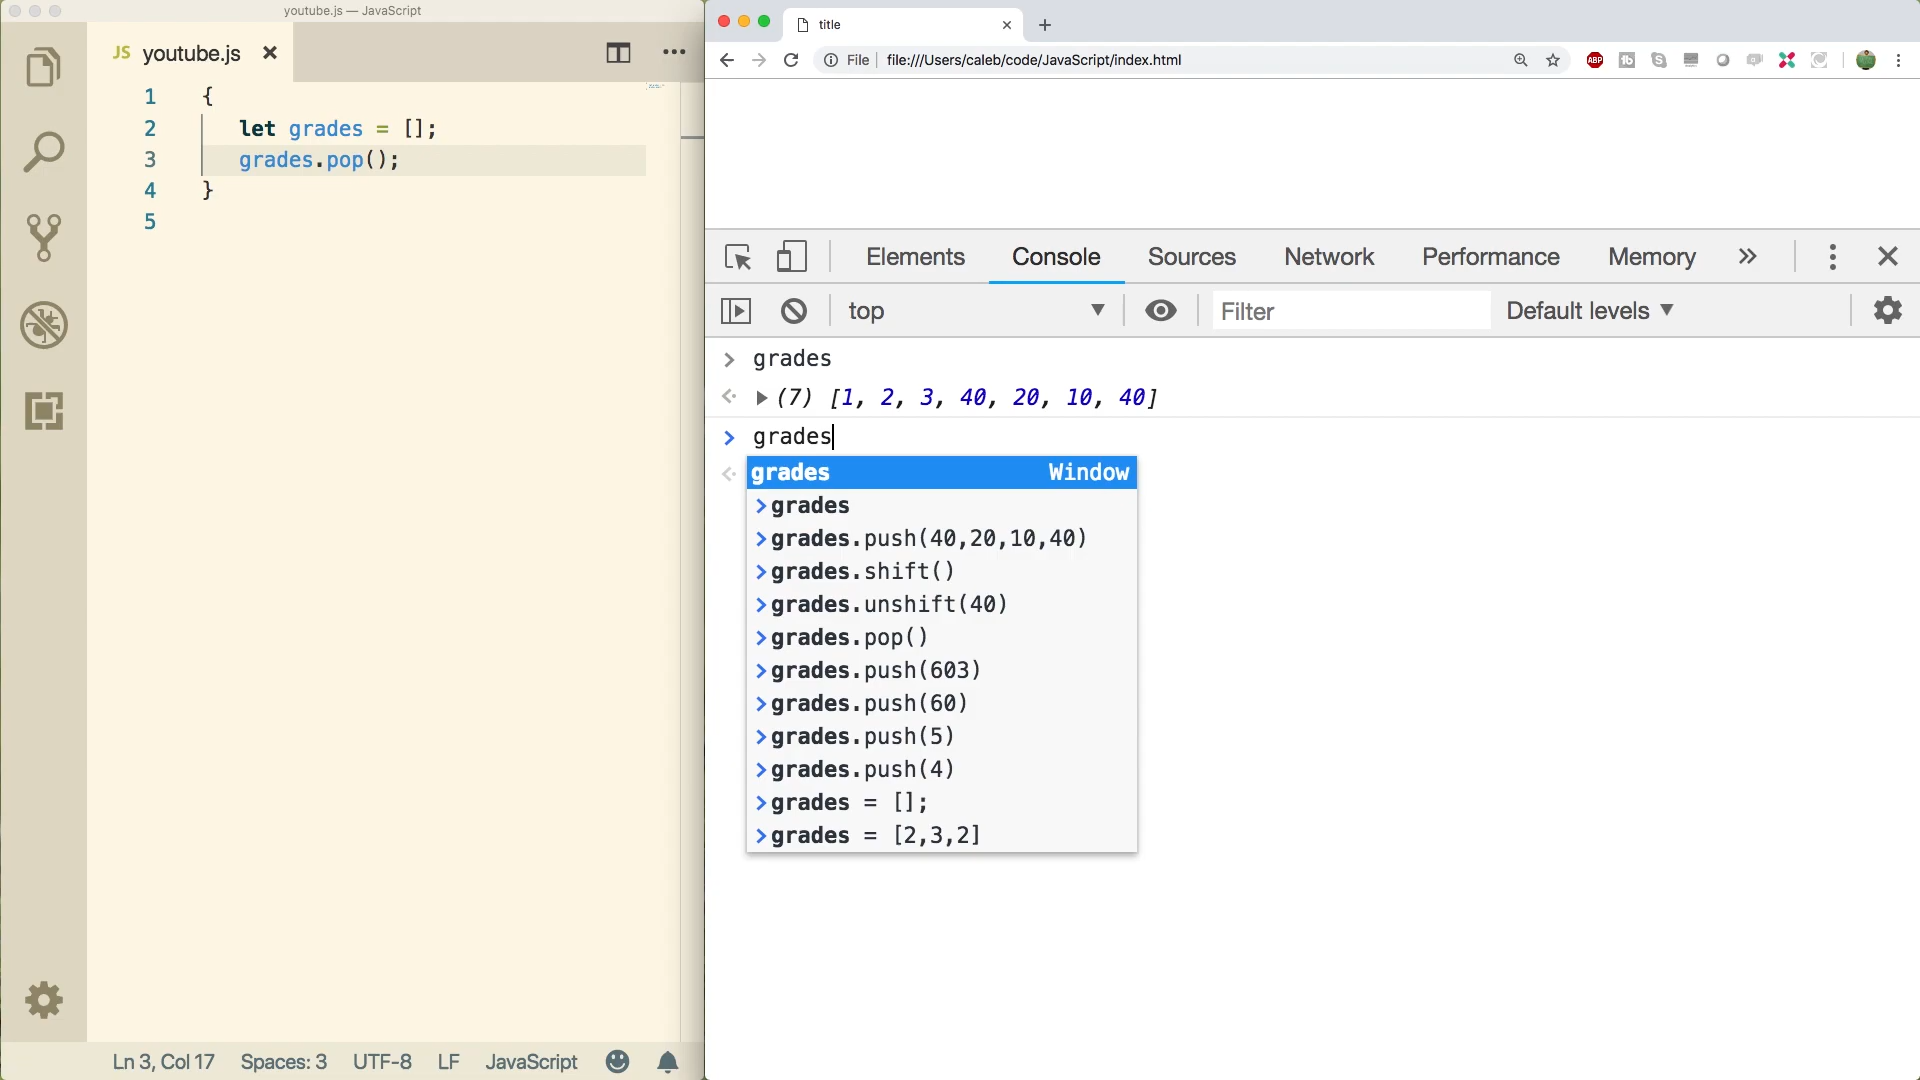 youtube.js — JavaScript
JS youtube.js
1 {
2 let grades = [];
3 grades.pop();
4 }
5
Ln 3, Col 17 Spaces: 3 UTF-8 LF JavaScript
title
File file:///Users/caleb/code/JavaScript/index.html
ABP
Elements Console Sources Network Performance Memory
top Filter Default levels
> grades
(7) [1, 2, 3, 40, 20, 10, 40]
> grades
grades Window
>grades
>grades.push(40,20,10,40)
>grades.shift()
>grades.unshift(40)
>grades.pop()
>grades.push(603)
>grades.push(60)
>grades.push(5)
>grades.push(4)
>grades = [];
>grades = [2,3,2]